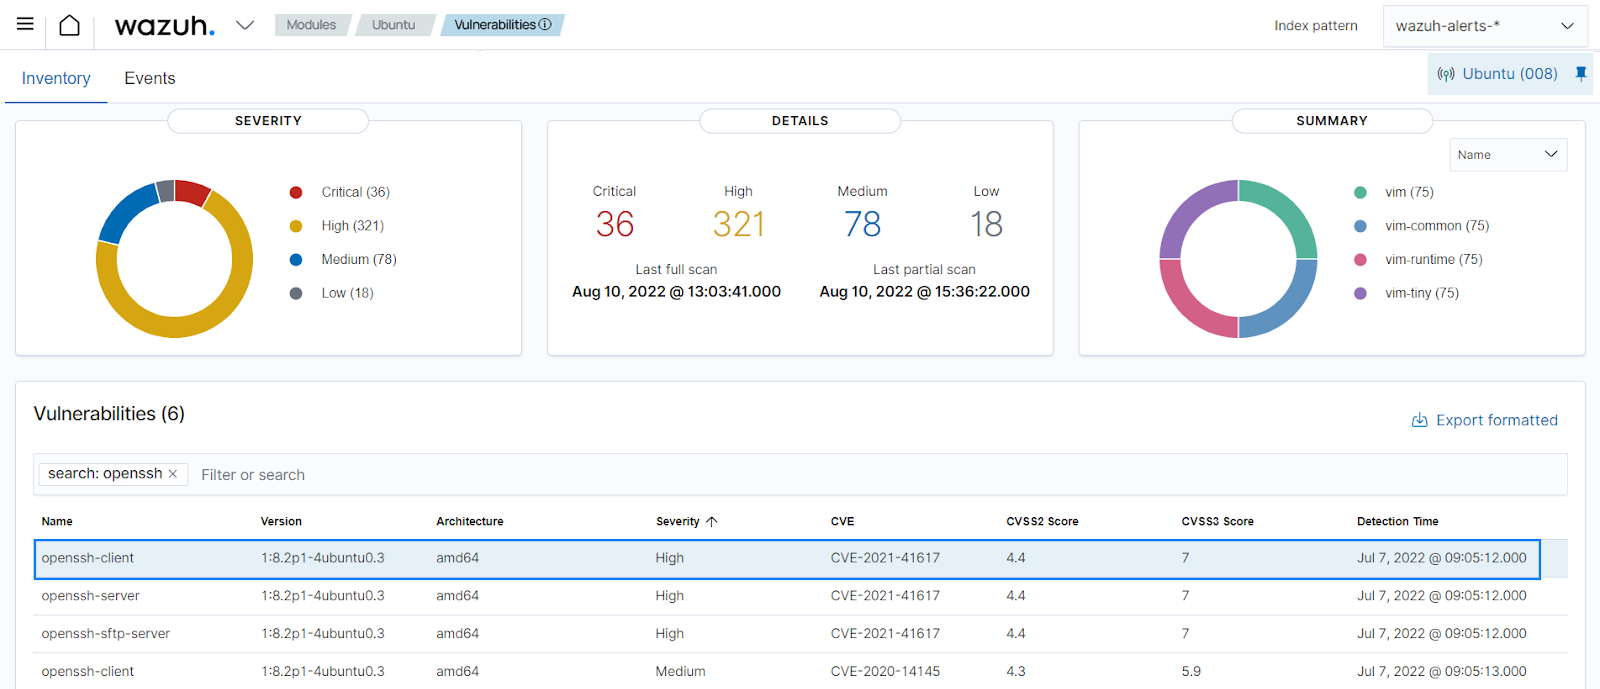 wazuh.
Modules
Ubuntu
Vulnerabilities
Index pattern
wazuh-alerts-*
Inventory
Events
Ubuntu (008)
SEVERITY
Critical (36)
High (321)
Medium (78)
Low (18)
DETAILS
Critical High Medium Low
36 321 78 18
Last full scan Last partial scan
Aug 10, 2022 @ 13:03:41.000 Aug 10, 2022 @ 15:36:22.000
SUMMARY
Name
vim (75)
vim-common (75)
vim-runtime (75)
vim-tiny (75)
Vulnerabilities (6)
Export formatted
search: openssh × Filter or search
Name Version Architecture Severity ↑ CVE CVSS2 Score CVSS3 Score Detection Time
openssh-client 1:8.2p1-4ubuntu0.3 amd64 High CVE-2021-41617 4.4 7 Jul 7, 2022 @ 09:05:12.000
openssh-server 1:8.2p1-4ubuntu0.3 amd64 High CVE-2021-41617 4.4 7 Jul 7, 2022 @ 09:05:12.000
openssh-sftp-server 1:8.2p1-4ubuntu0.3 amd64 High CVE-2021-41617 4.4 7 Jul 7, 2022 @ 09:05:12.000
openssh-client 1:8.2p1-4ubuntu0.3 amd64 Medium CVE-2020-14145 4.3 5.9 Jul 7, 2022 @ 09:05:13.000